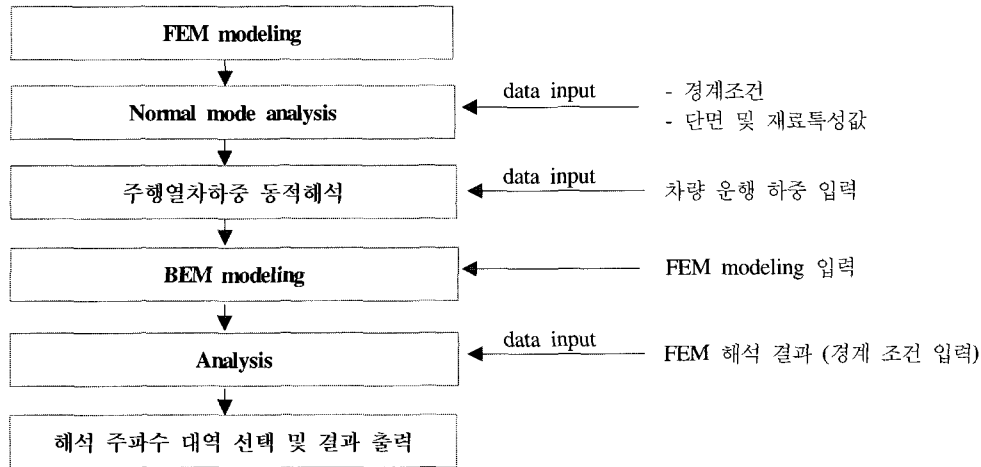 FEM modeling
Normal mode analysis
data input
- 경계조건
- 단면 및 재료특성값
주행열차하중 동적해석
data input
차량 운행 하중 입력
BEM modeling
FEM modeling 입력
Analysis
data input
FEM 해석 결과 (경계 조건 입력)
해석 주파수 대역 선택 및 결과 출력